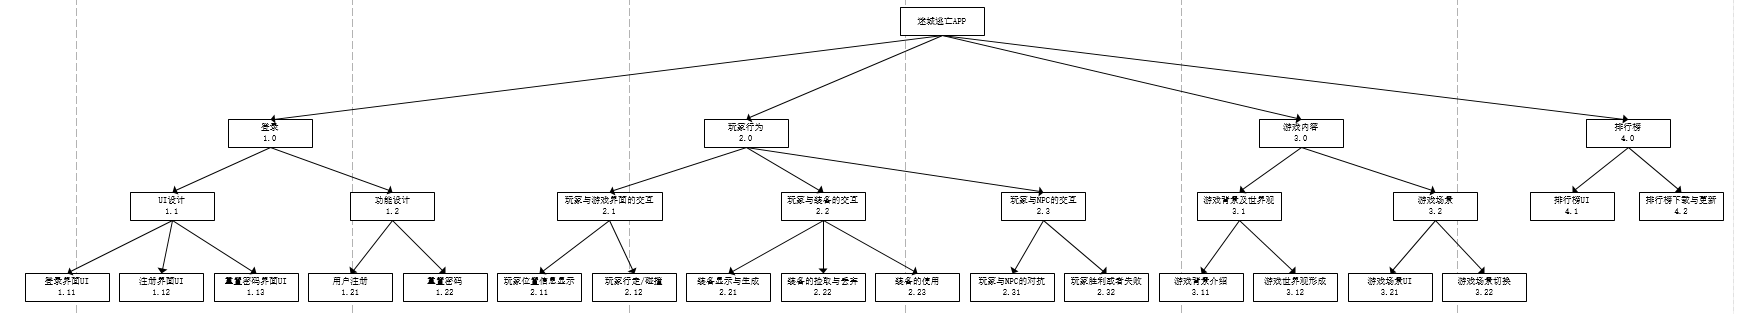 迷城逃亡APP
登录
1.0
玩家行为
2.0
游戏内容
3.0
排行榜
4.0
UI设计
1.1
功能设计
1.2
玩家与游戏界面的交互
2.1
玩家与装备的交互
2.2
玩家与NPC的交互
2.3
游戏背景及世界观
3.1
游戏场景
3.2
排行榜UI
4.1
排行榜下载与更新
4.2
登录界面UI
1.11
注册界面UI
1.12
重置密码界面UI
1.13
用户注册
1.21
重置密码
1.22
玩家位置信息显示
2.11
玩家行走/碰撞
2.12
装备显示与生成
2.21
装备的捡取与丢弃
2.22
装备的使用
2.23
玩家与NPC的对抗
2.31
玩家胜利或者失败
2.32
游戏背景介绍
3.11
游戏世界观形成
3.12
游戏场景UI
3.21
游戏场景切换
3.22